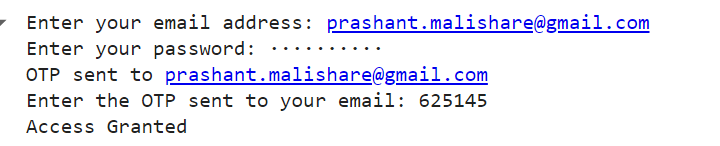 Enter your email address: prashant.malishare@gmail.com
Enter your password: ··········
OTP sent to prashant.malishare@gmail.com
Enter the OTP sent to your email: 625145
Access Granted